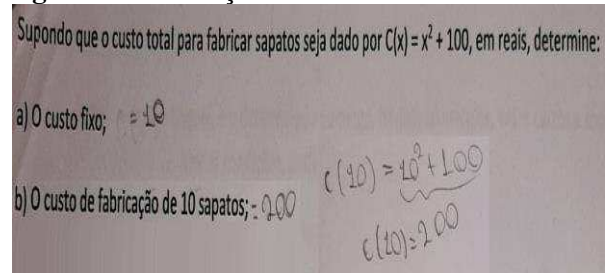 Supondo que o custo total para fabricar sapatos seja dado por C(x) = x² + 100, em reais, determine:
a) O custo fixo; = 10
b) O custo de fabricação de 10 sapatos; = 200
c(10) = 10² + 100
c(10) = 200